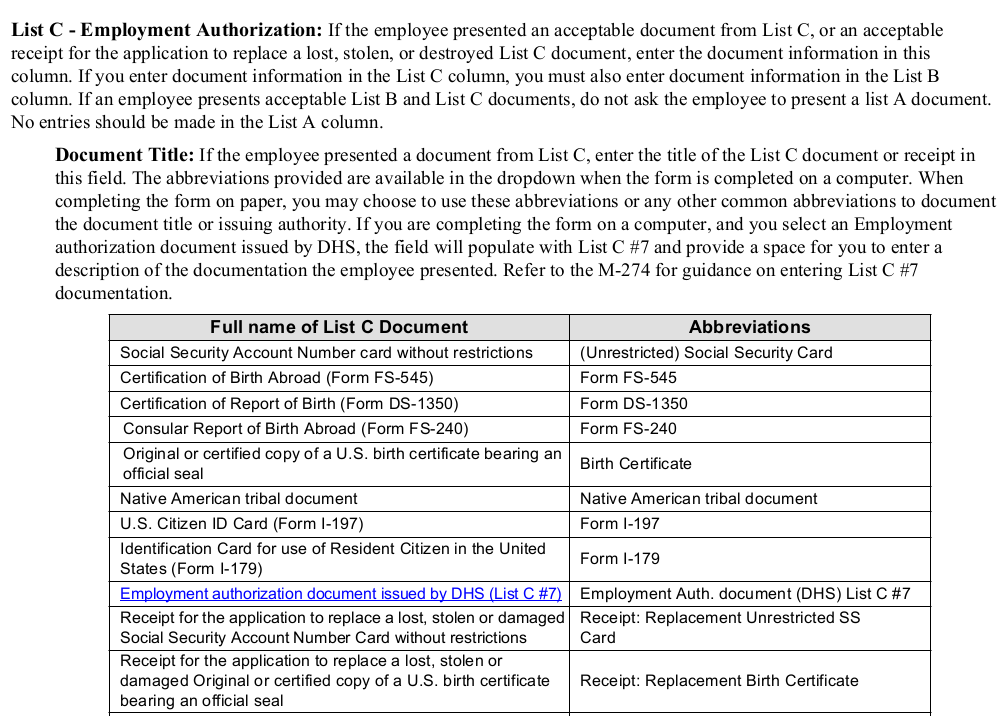 List C - Employment Authorization: If the employee presented an acceptable document from List C, or an acceptable
receipt for the application to replace a lost, stolen, or destroyed List C document, enter the document information in this
column. If you enter document information in the List C column, you must also enter document information in the List B
column. If an employee presents acceptable List B and List C documents, do not ask the employee to present a list A document.
No entries should be made in the List A column.
Document Title: If the employee presented a document from List C, enter the title of the List C document or receipt in
this field. The abbreviations provided are available in the dropdown when the form is completed on a computer. When
completing the form on paper, you may choose to use these abbreviations or any other common abbreviations to document
the document title or issuing authority. If you are completing the form on a computer, and you select an Employment
authorization document issued by DHS, the field will populate with List C #7 and provide a space for you to enter a
description of the documentation the employee presented. Refer to the M-274 for guidance on entering List C #7
documentation.
Full name of List C Document Abbreviations
Social Security Account Number card without restrictions (Unrestricted) Social Security Card
Certification of Birth Abroad (Form FS-545) Form FS-545
Certification of Report of Birth (Form DS-1350) Form DS-1350
Consular Report of Birth Abroad (Form FS-240) Form FS-240
Original or certified copy of a U.S. birth certificate bearing an
official seal
Birth Certificate
Native American tribal document Native American tribal document
U.S. Citizen ID Card (Form I-197) Form I-197
Identification Card for use of Resident Citizen in the United
States (Form I-179)
Form I-179
Employment authorization document issued by DHS (List C #7) Employment Auth. document (DHS) List C #7
Receipt for the application to replace a lost, stolen or damaged
Social Security Account Number Card without restrictions
Receipt: Replacement Unrestricted SS
Card
Receipt for the application to replace a lost, stolen or
damaged Original or certified copy of a U.S. birth certificate
bearing an official seal
Receipt: Replacement Birth Certificate